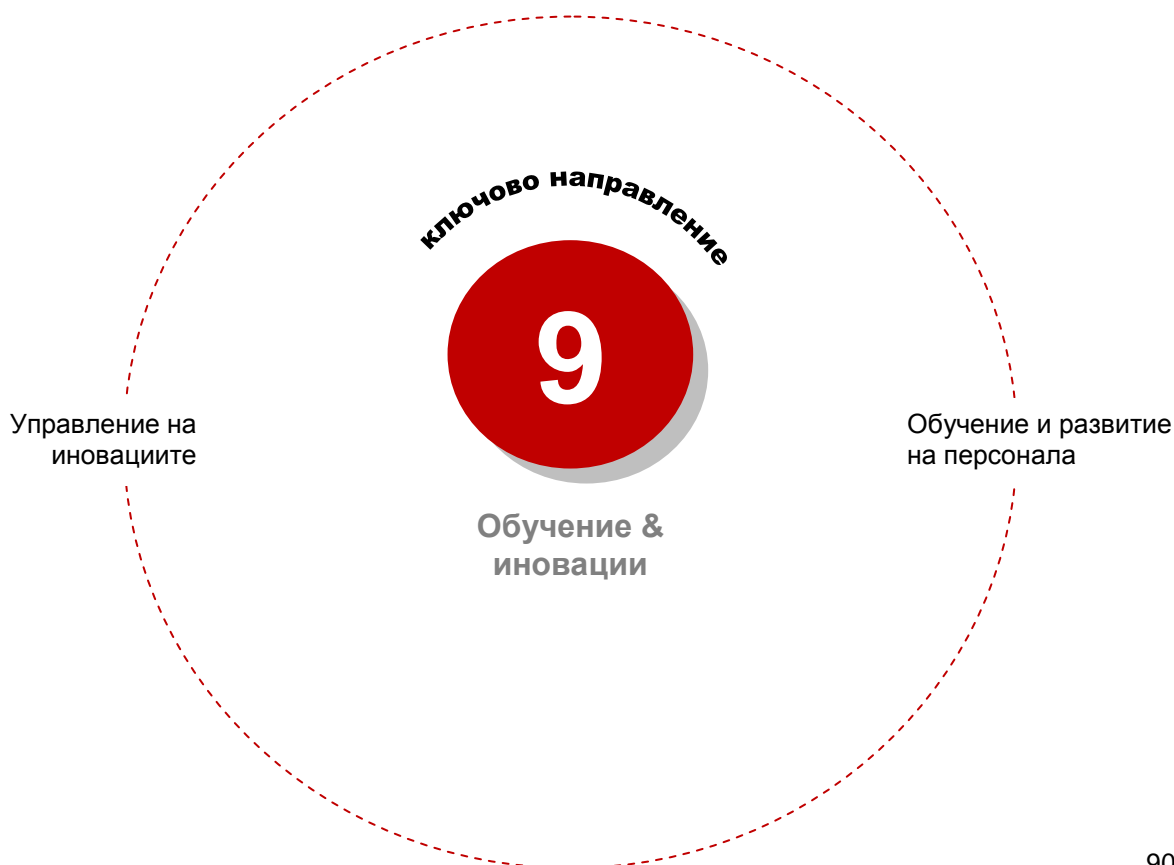 ключово направление
9
Управление на
иновациите
Обучение и развитие
на персонала
Обучение &
иновации
90